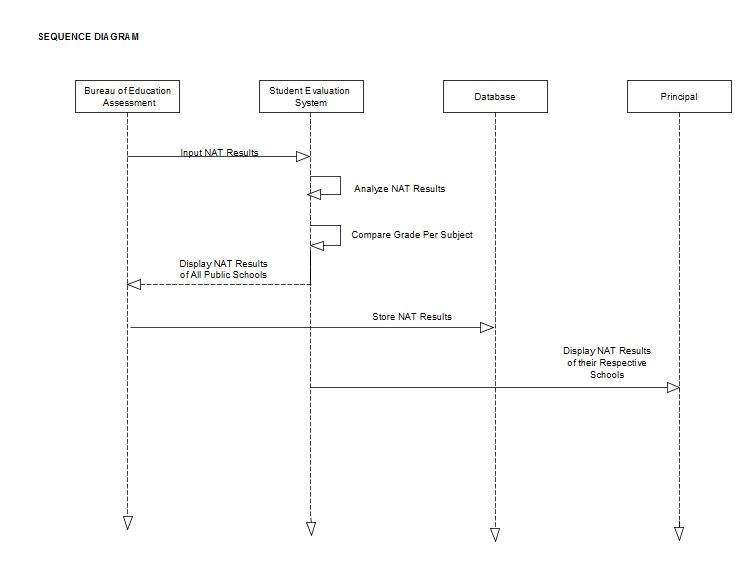 SEQUENCE DIAGRAM
Bureau of Education
Assessment
Student Evaluation
System
Database
Principal
Input NAT Results
Analyze NAT Results
Compare Grade Per Subject
Display NAT Results
of All Public Schools
Store NAT Results
Display NAT Results
of their Respective
Schools